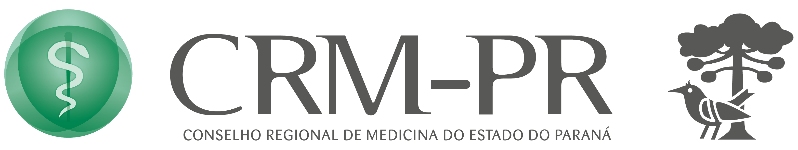 CRM-PR
CONSELHO REGIONAL DE MEDICINA DO ESTADO DO PARANÁ